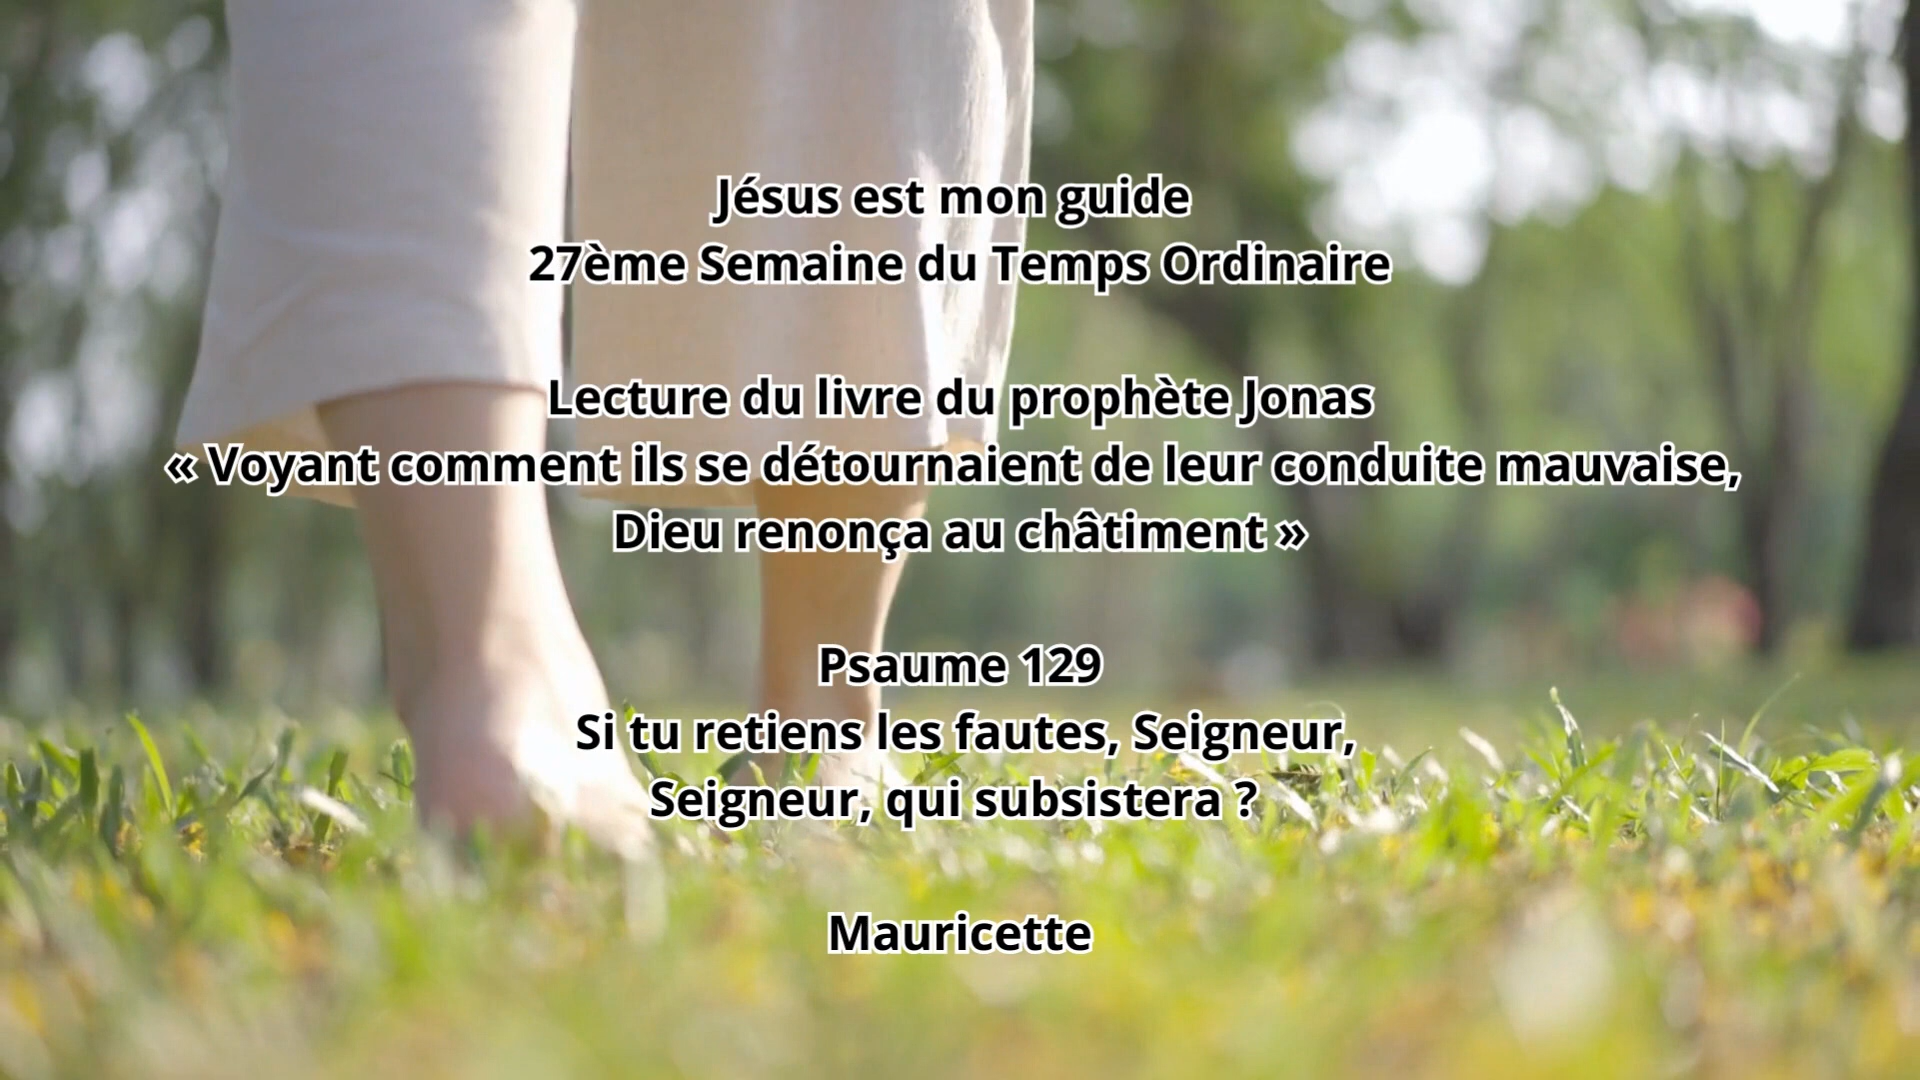 Jésus est mon guide
27ème Semaine du Temps Ordinaire
Lecture du livre du prophète Jonas
« Voyant comment ils se détournaient de leur conduite mauvaise,
Dieu renonça au châtiment »
Psaume 129
Si tu retiens les fautes, Seigneur,
Seigneur, qui subsistera ?
Mauricette